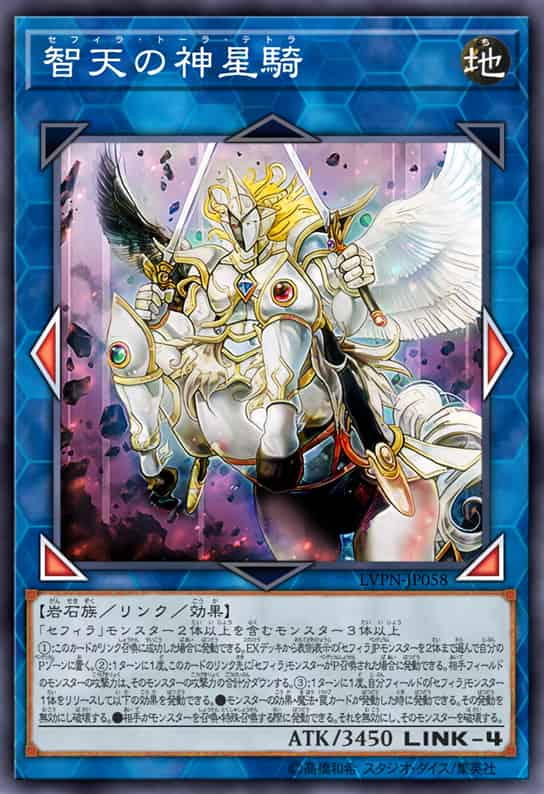 セフィラ・トーラ・テトラ
智天の神星騎
ち
地
LVPN-JP058
【岩石族／リンク／効果】
「セフィラ」モンスター２体以上を含むモンスター３体以上
①:このカードがリンク召喚に成功した場合に発動できる。EXデッキから表側表示の「セフィラ」Pモンスターを2体まで選んで自分の
Pゾーンに置く。②:1ターンに1度、このカードのリンク先に「セフィラ」モンスターがP召喚された場合に発動できる。相手フィールド
のモンスターの攻撃力は、そのモンスターの攻撃力の合計分ダウンする。③:1ターンに1度、自分フィールドの「セフィラ」モンスター
1体をリリースして以下の効果を発動できる。●モンスターの効果・魔法・罠カードが発動した時に発動できる。その発動を
無効にし破壊する。●相手がモンスターを召喚・特殊召喚する際に発動できる。それを無効にし、そのモンスターを破壊する。
ATK/3450 LINK-4
©高橋和希 スタジオ・ダイス/集英社